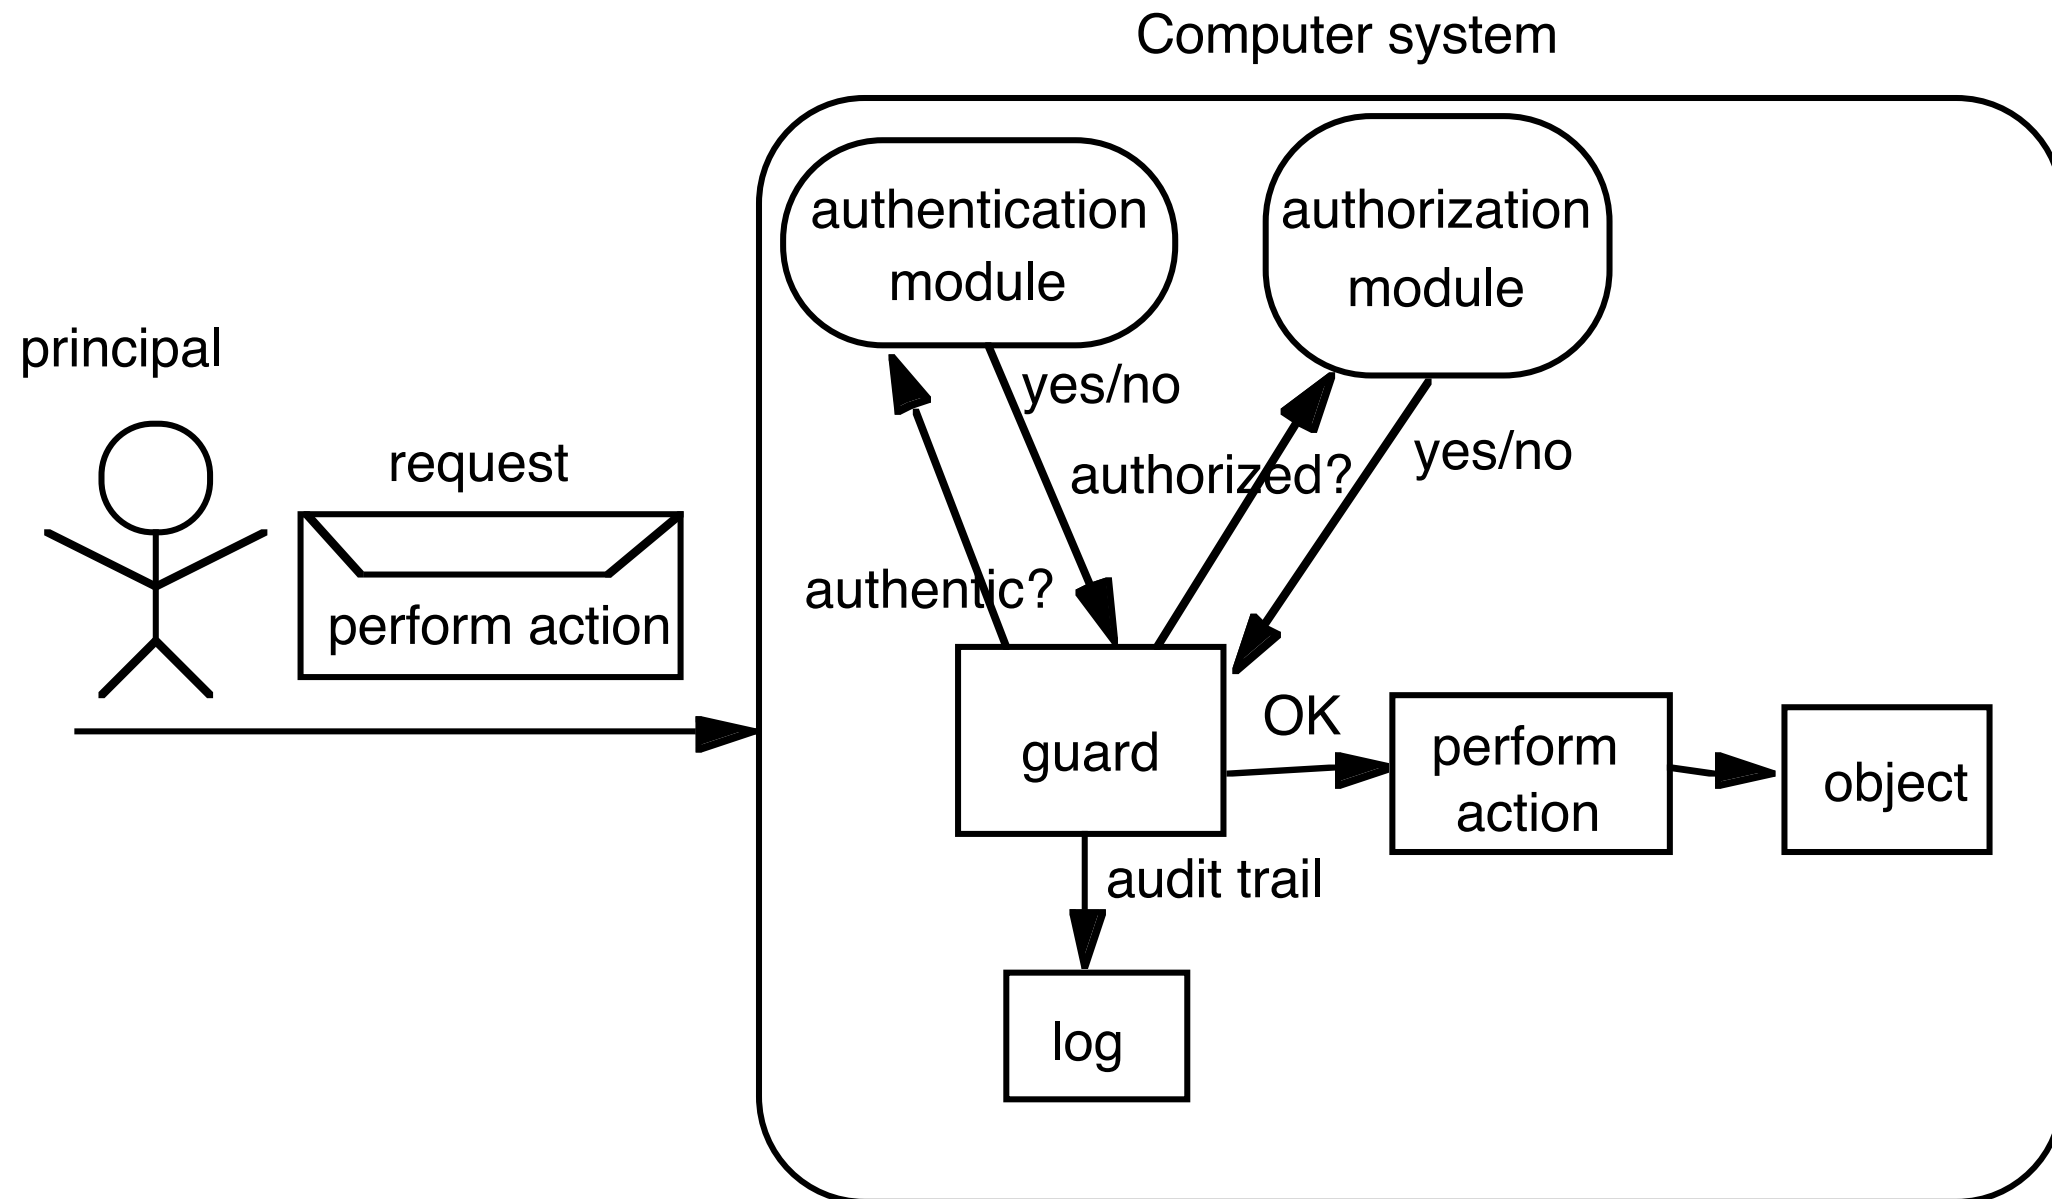 Computer system
authentication
module
authorization
module
principal
request
perform action
yes/no
authorized?
yes/no
authentic?
guard
OK
perform
action
object
audit trail
log